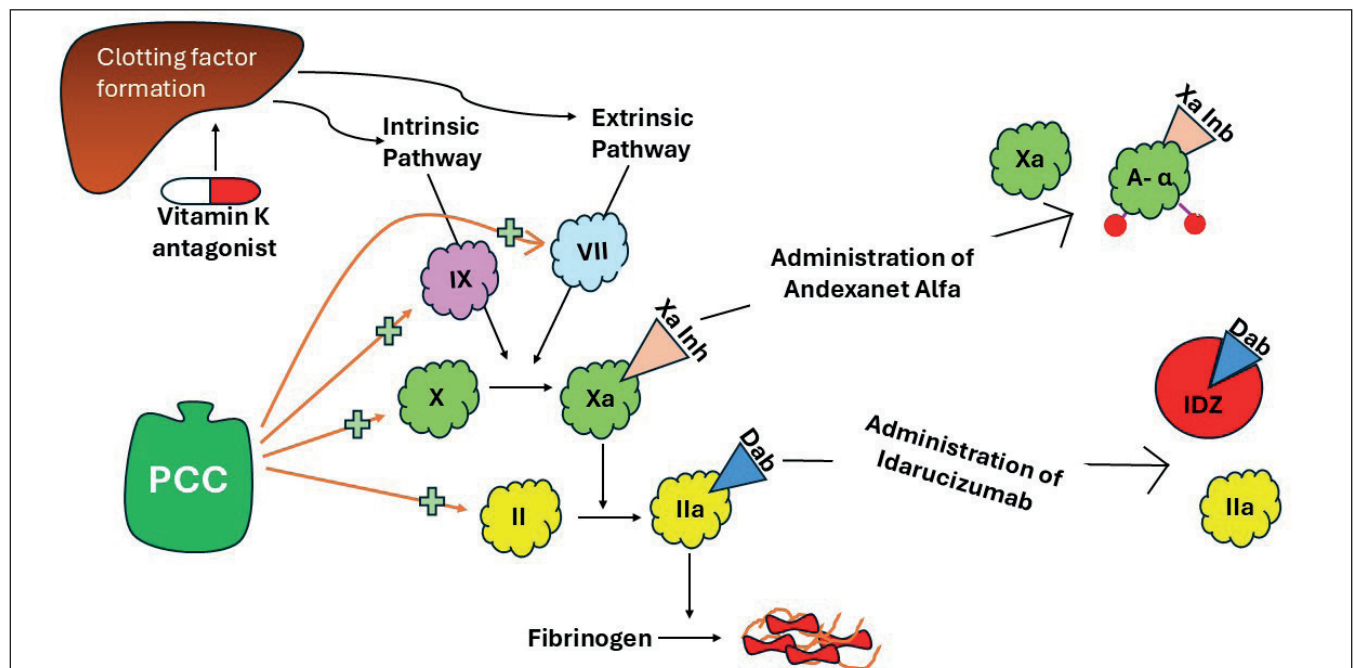 Clotting factor
formation
Intrinsic
Pathway
Extrinsic
Pathway
Vitamin K
antagonist
Xa
Xa Inb
A- α
IX
VII
Administration of
Andexanet Alfa
Xa Inh
X
Xa
Dab
IDZ
PCC
Dab
Administration of
Idarucizumab
II
IIa
IIa
Fibrinogen